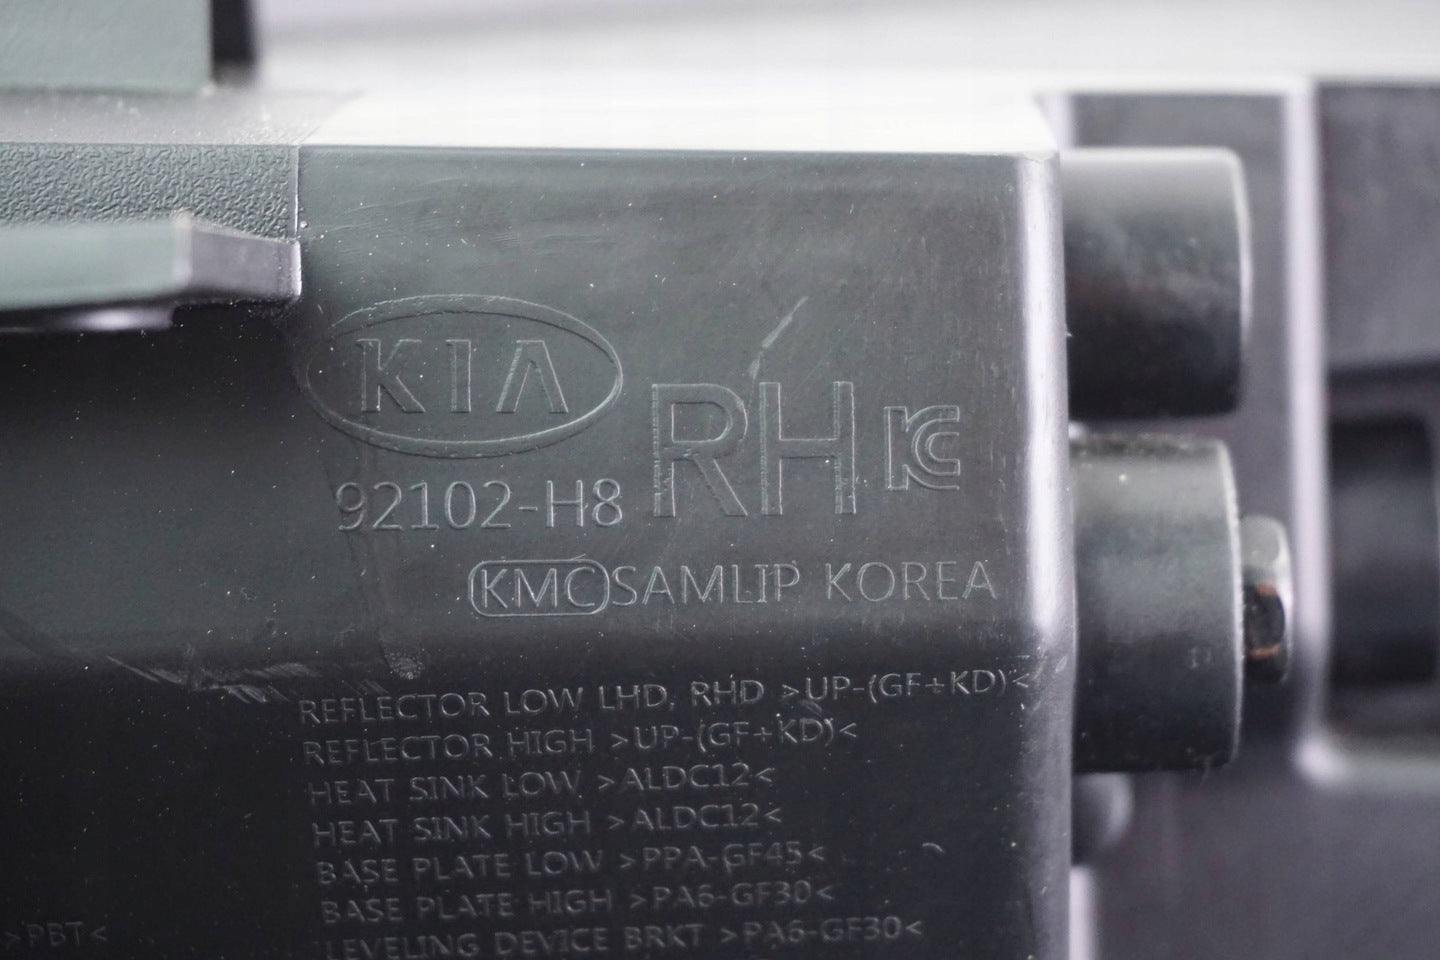 KIA
RH KC
92102-H8
KMC SAMLIP KOREA
REFLECTOR LOW LHD, RHD >UP-(GF+KD)<
REFLECTOR HIGH >UP-(GF+KD)<
HEAT SINK LOW >ALDC12<
HEAT SINK HIGH >ALDC12<
BASE PLATE LOW >PPA-GF45<
BASE PLATE HIGH >PA6-GF30<
LEVELING DEVICE BRKT >PA6-GF30<
>PBT<